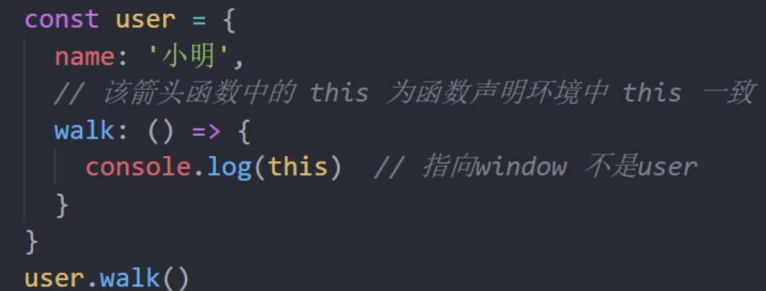 const user = {
name: '小明',
// 该箭头函数中的 this 为函数声明环境中 this 一致
walk: () => {
console.log(this) // 指向window 不是user
}
}
user.walk()